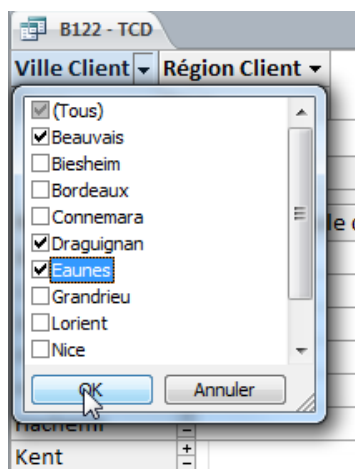 B122 - TCD
Ville Client Région Client
(Tous)
Beauvais
Biesheim
Bordeaux
Connemara
Draguignan
Eaunes
Grandrieu
Lorient
Nice
OK Annuler
Kent